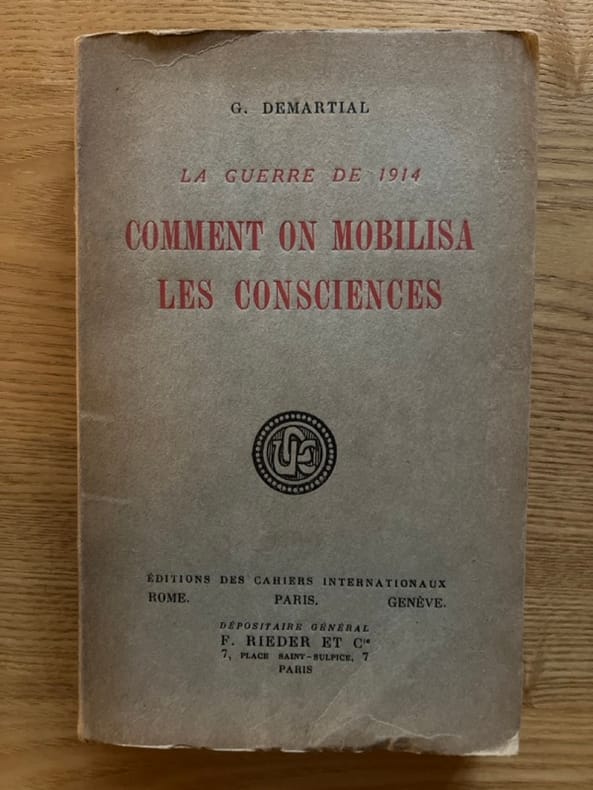 G. DEMARTIAL
LA GUERRE DE 1914
COMMENT ON MOBILISA
LES CONSCIENCES
ÉDITIONS DES CAHIERS INTERNATIONAUX
ROME. PARIS. GENÈVE.
DÉPOSITAIRE GÉNÉRAL
F. RIEDER ET Cie
7, PLACE SAINT-SULPICE, 7
PARIS